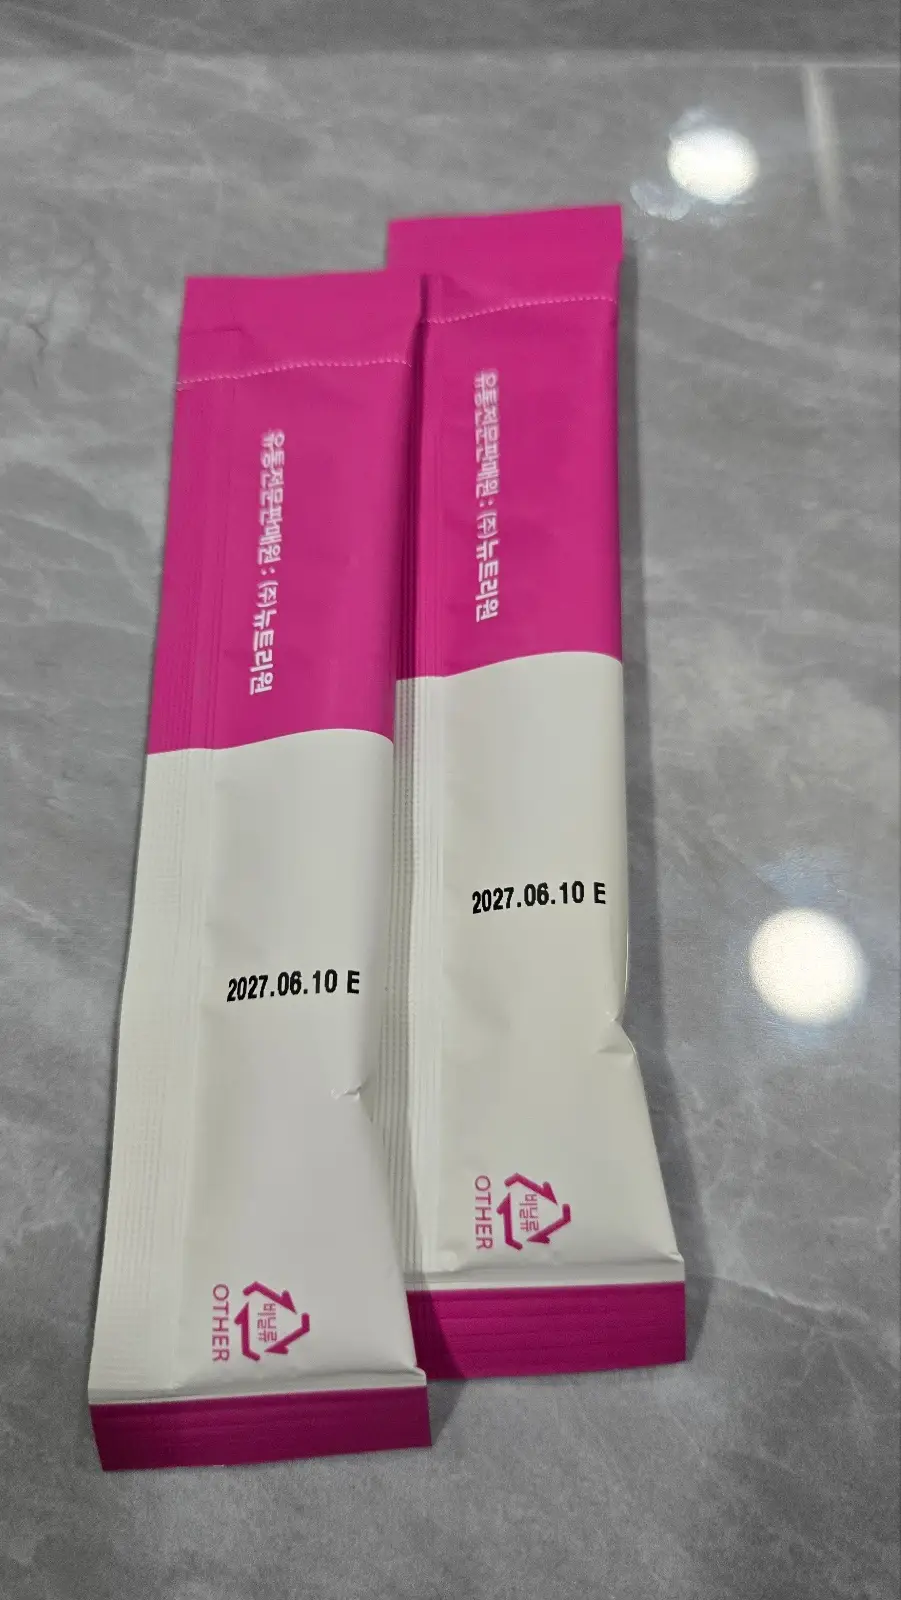 유통전문판매원 : (주)뉴트리원
2027.06.10 E
비닐류
OTHER
유통전문판매원 : (주)뉴트리원
2027.06.10 E
비닐류
OTHER